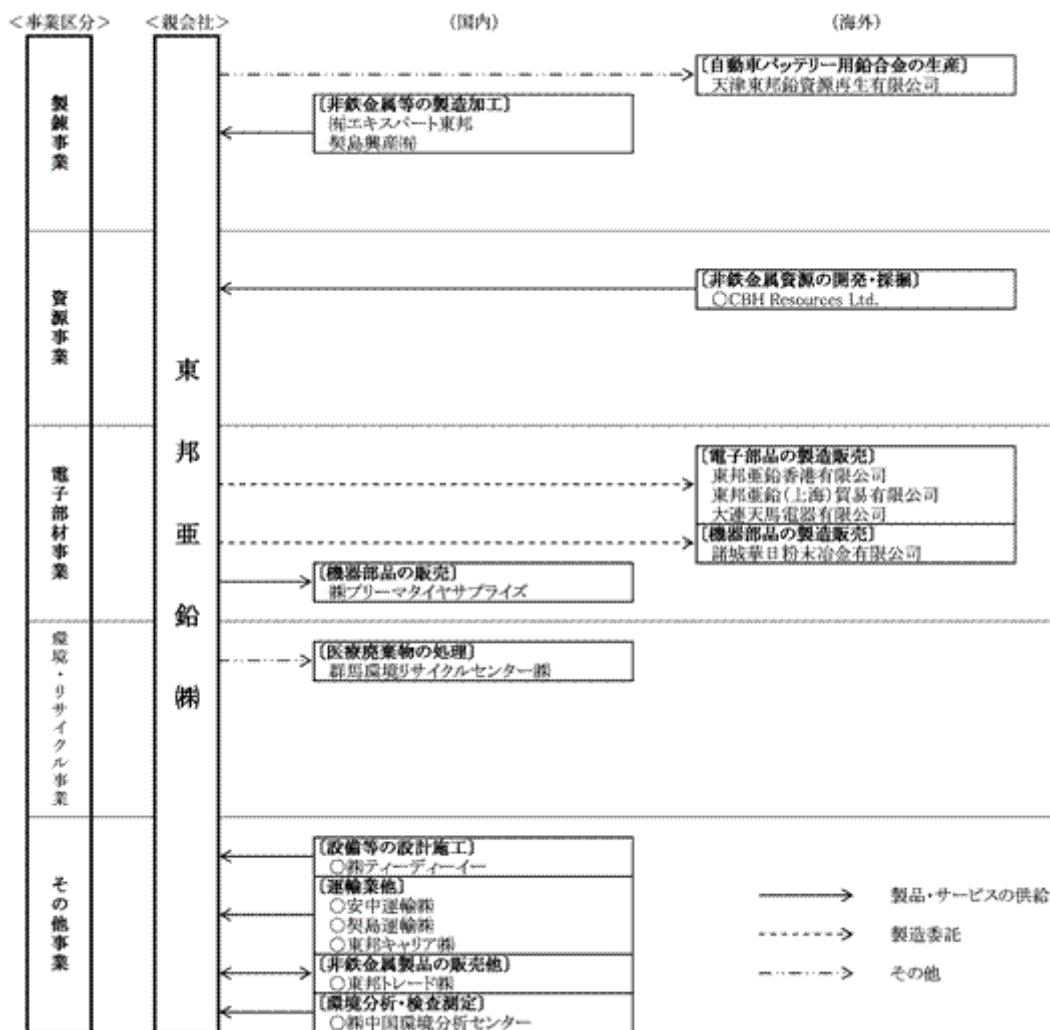 <事業区分>
<親会社>
(国内)
(海外)
製錬事業
〔自動車バッテリー用鉛合金の生産〕
天津東邦鉛資源再生有限公司
〔非鉄金属等の製造加工〕
㈲エキスパート東邦
契島興産㈲
資源事業
〔非鉄金属資源の開発・採掘〕
○CBH Resources Ltd.
東邦亜鉛㈱
電子部材事業
〔電子部品の製造販売〕
東邦亜鉛香港有限公司
東邦亜鉛(上海)貿易有限公司
大連天馬電器有限公司
〔機器部品の製造販売〕
諸城華日粉末冶金有限公司
〔機器部品の販売〕
㈱プリーマタイヤサプライズ
環境・リサイクル事業
〔医療廃棄物の処理〕
群馬環境リサイクルセンター㈱
その他事業
〔設備等の設計施工〕
○㈱ティーディーイー
〔運輸業他〕
○安中運輸㈱
○契島運輸㈱
○東邦キャリア㈱
〔非鉄金属製品の販売他〕
○東邦トレード㈱
〔環境分析・検査測定〕
○㈱中国環境分析センター
製品・サービスの供給
製造委託
その他